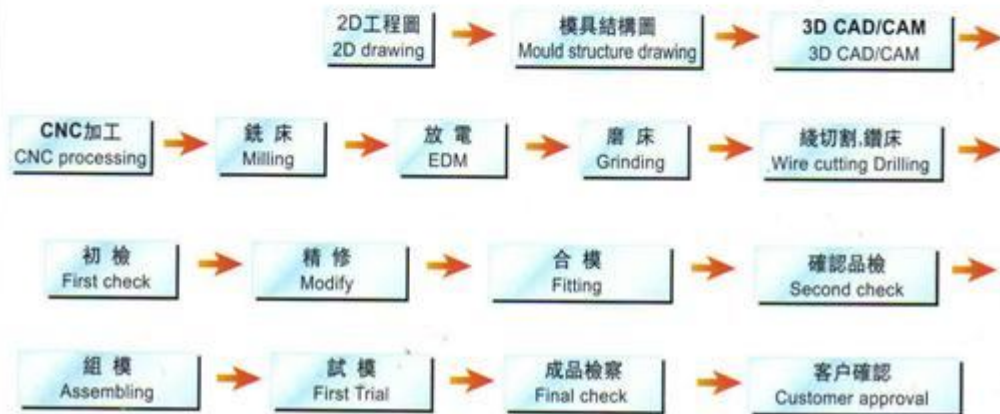 2D工程圖
2D drawing
模具結構圖
Mould structure drawing
3D CAD/CAM
3D CAD/CAM
CNC加工
CNC processing
銑 床
Milling
放 電
EDM
磨 床
Grinding
綫切割.鑽床
Wire cutting Drilling
初 檢
First check
精 修
Modify
合 模
Fitting
確認品檢
Second check
組 模
Assembling
試 模
First Trial
成品檢察
Final check
客户確認
Customer approval